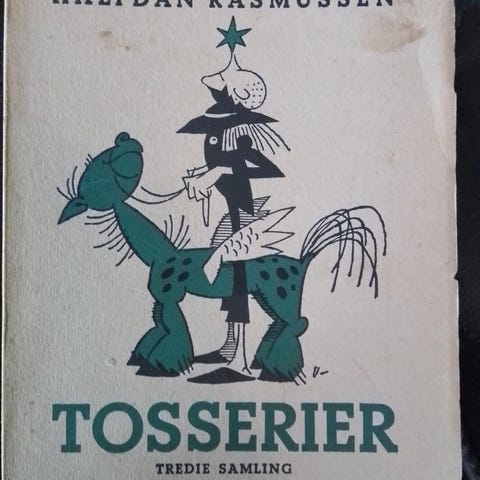 HALFDAN RASMUSSEN
TOSSERIER
TREDIE SAMLING